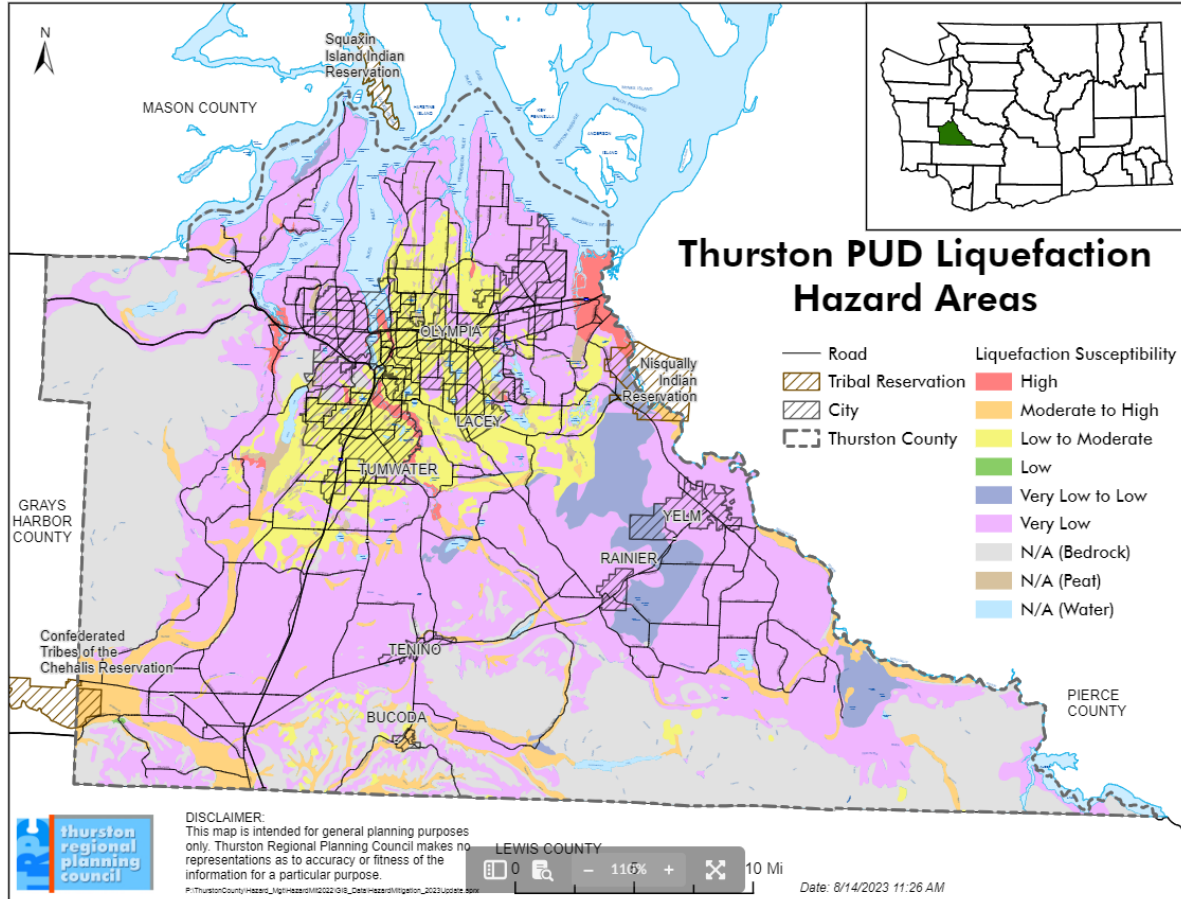 N
Squaxin
Island Indian
Reservation
MASON COUNTY
Thurston PUD Liquefaction
Hazard Areas
Road
Tribal Reservation
City
Thurston County
Liquefaction Susceptibility
High
Moderate to High
Low to Moderate
Low
Very Low to Low
Very Low
N/A (Bedrock)
N/A (Peat)
N/A (Water)
OLYMPIA
Nisqually
Indian
Reservation
LACEY
TUMWATER
GRAYS
HARBOR
COUNTY
YELM
RAINIER
Confederated
Tribes of the
Chehalis Reservation
TENINO
BUCODA
PIERCE
COUNTY
LEWIS COUNTY
TRPC
thurston
regional
planning
council
DISCLAIMER:
This map is intended for general planning purposes
only. Thurston Regional Planning Council makes no
representations as to accuracy or fitness of the
information for a particular purpose.
0
116%
10 Mi
Date: 8/14/2023 11:26 AM